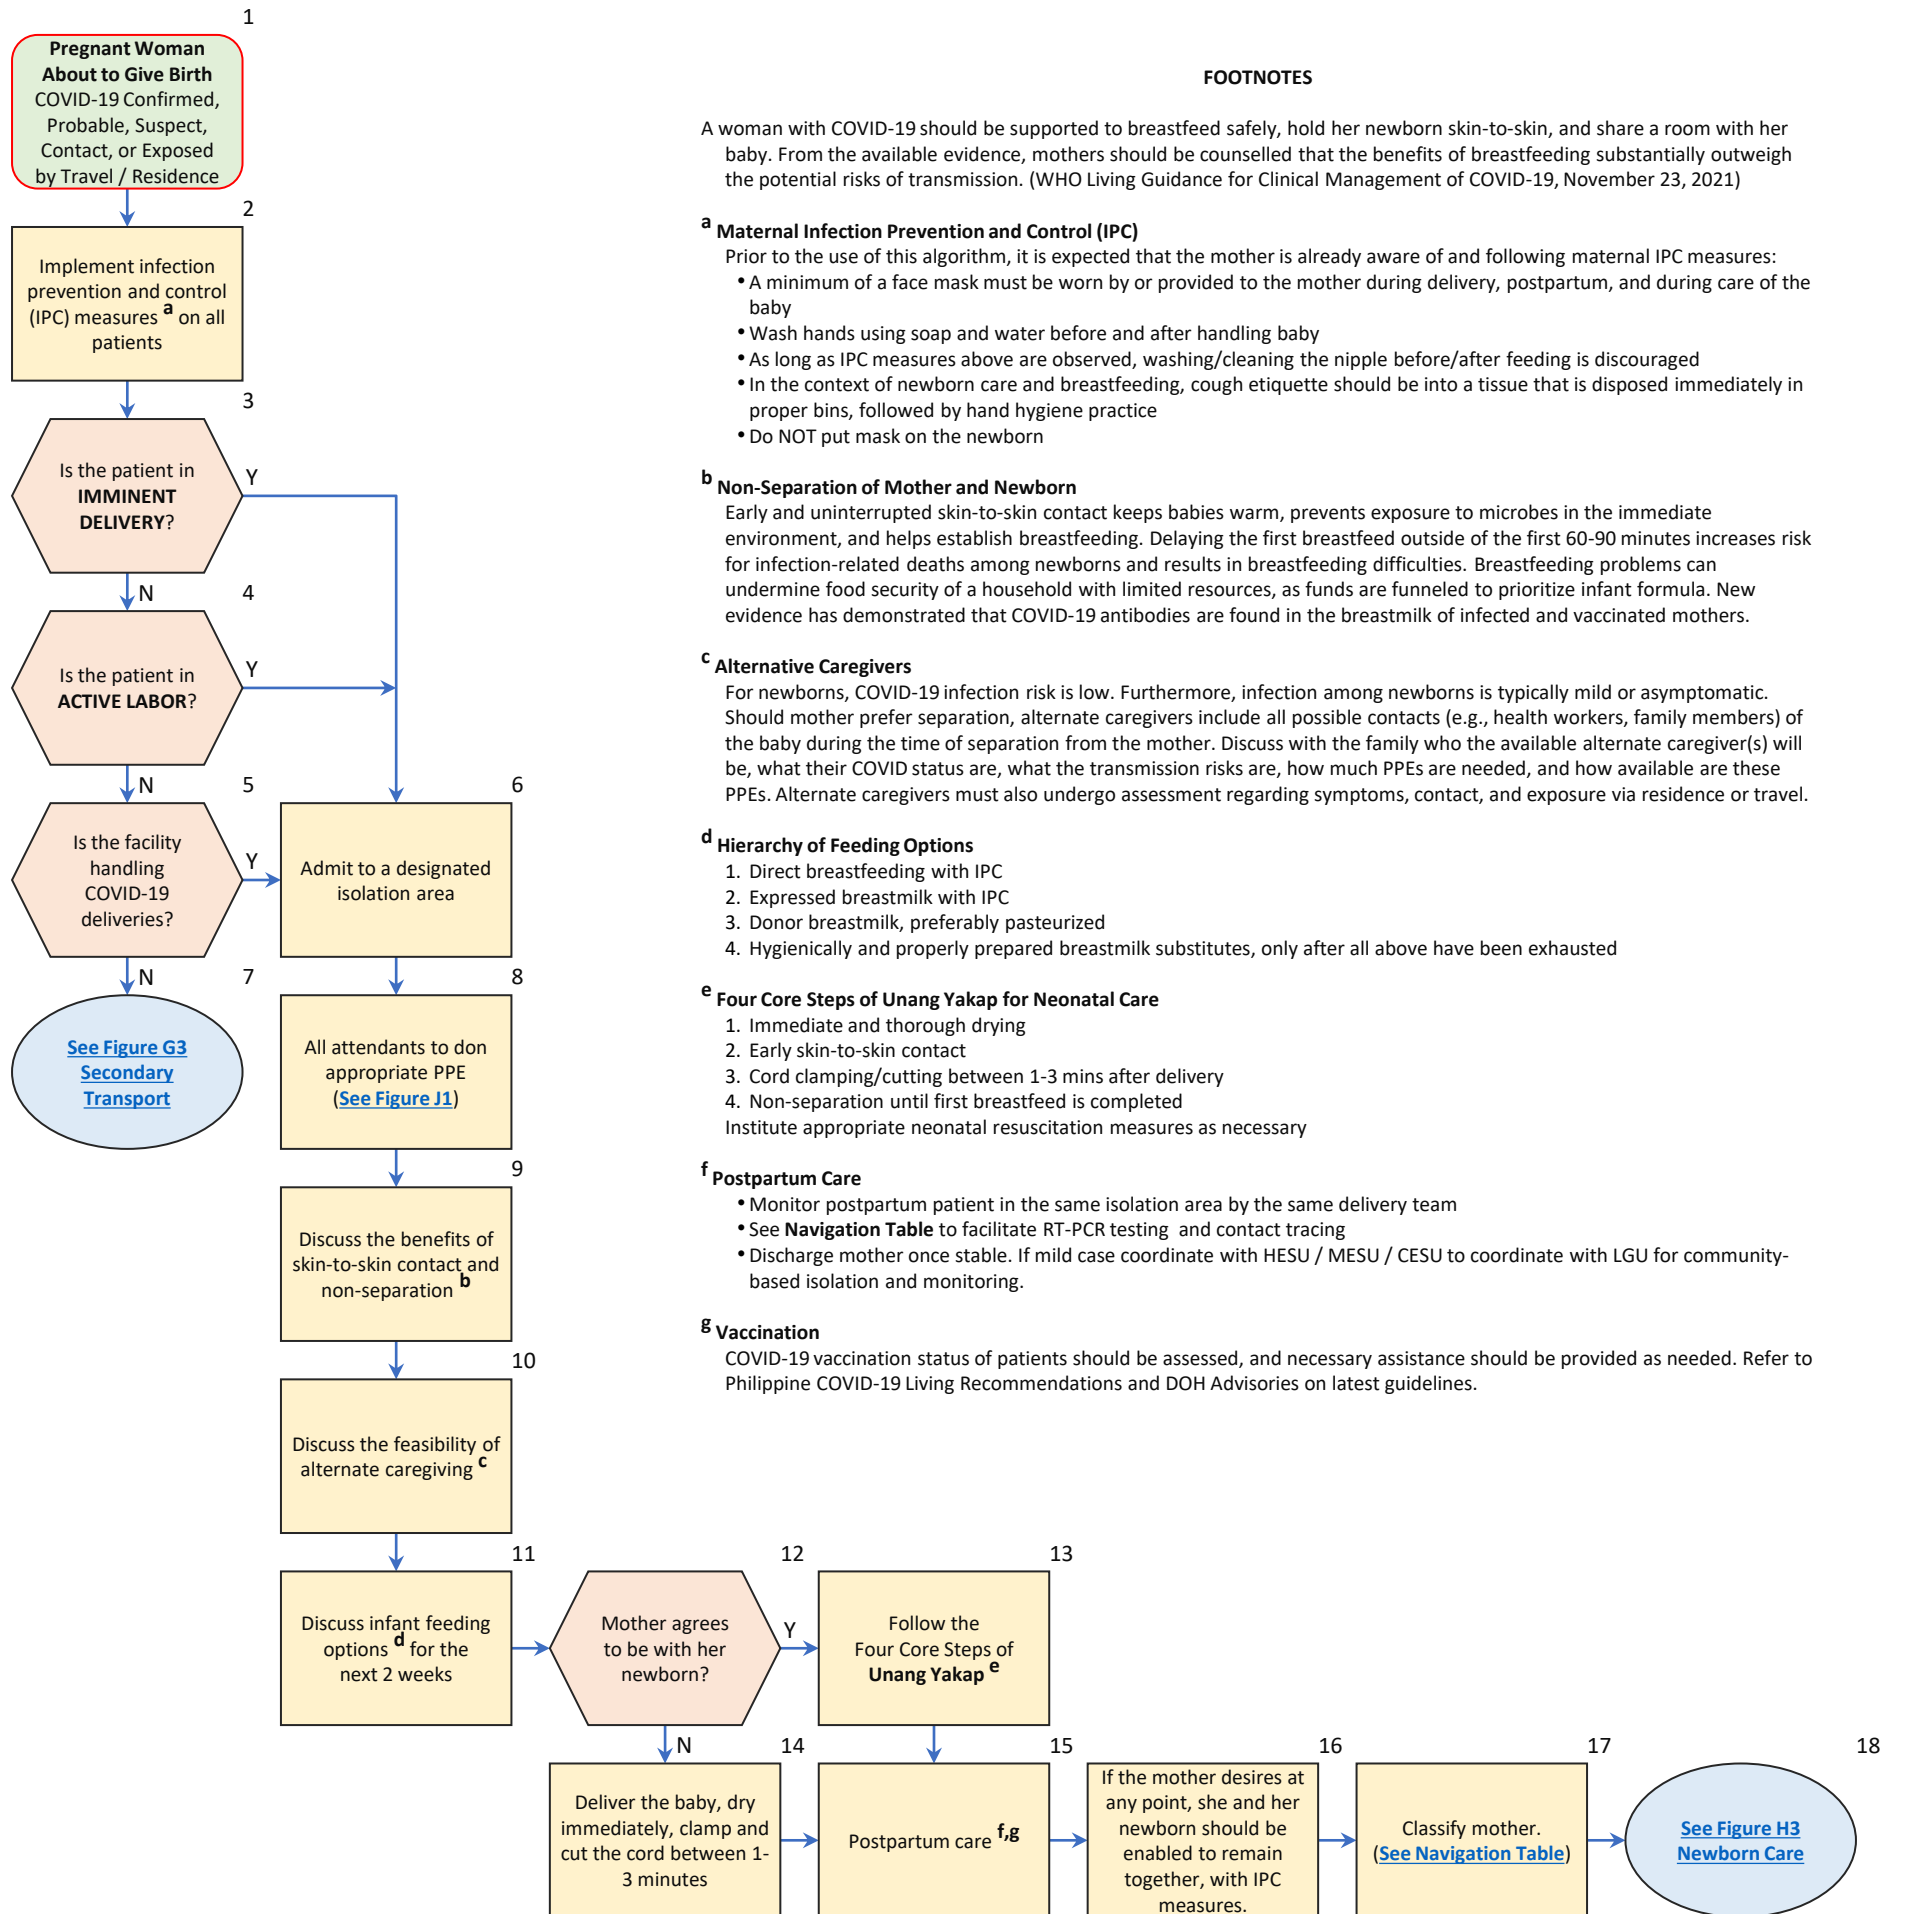 1
Pregnant Woman
About to Give Birth
COVID-19 Confirmed,
Probable, Suspect,
Contact, or Exposed
by Travel / Residence
2
Implement infection
prevention and control
(IPC) measures a on all
patients
3
Is the patient in
IMMINENT
DELIVERY?
Y
N
4
Is the patient in
ACTIVE LABOR?
Y
N
5
Is the facility
handling
COVID-19
deliveries?
Y
N
6
Admit to a designated
isolation area
7
See Figure G3
Secondary
Transport
8
All attendants to don
appropriate PPE
(See Figure J1)
9
Discuss the benefits of
skin-to-skin contact and
non-separation b
10
Discuss the feasibility of
alternate caregiving c
11
Discuss infant feeding
options d for the
next 2 weeks
12
Mother agrees
to be with her
newborn?
Y
N
13
Follow the
Four Core Steps of
Unang Yakap e
14
Deliver the baby, dry
immediately, clamp and
cut the cord between 1-
3 minutes
15
Postpartum care f,g
16
If the mother desires at
any point, she and her
newborn should be
enabled to remain
together, with IPC
measures.
17
Classify mother.
(See Navigation Table)
18
See Figure H3
Newborn Care
FOOTNOTES
A woman with COVID-19 should be supported to breastfeed safely, hold her newborn skin-to-skin, and share a room with her
baby. From the available evidence, mothers should be counselled that the benefits of breastfeeding substantially outweigh
the potential risks of transmission. (WHO Living Guidance for Clinical Management of COVID-19, November 23, 2021)
a Maternal Infection Prevention and Control (IPC)
Prior to the use of this algorithm, it is expected that the mother is already aware of and following maternal IPC measures:
• A minimum of a face mask must be worn by or provided to the mother during delivery, postpartum, and during care of the
baby
• Wash hands using soap and water before and after handling baby
• As long as IPC measures above are observed, washing/cleaning the nipple before/after feeding is discouraged
• In the context of newborn care and breastfeeding, cough etiquette should be into a tissue that is disposed immediately in
proper bins, followed by hand hygiene practice
• Do NOT put mask on the newborn
b Non-Separation of Mother and Newborn
Early and uninterrupted skin-to-skin contact keeps babies warm, prevents exposure to microbes in the immediate
environment, and helps establish breastfeeding. Delaying the first breastfeed outside of the first 60-90 minutes increases risk
for infection-related deaths among newborns and results in breastfeeding difficulties. Breastfeeding problems can
undermine food security of a household with limited resources, as funds are funneled to prioritize infant formula. New
evidence has demonstrated that COVID-19 antibodies are found in the breastmilk of infected and vaccinated mothers.
c Alternative Caregivers
For newborns, COVID-19 infection risk is low. Furthermore, infection among newborns is typically mild or asymptomatic.
Should mother prefer separation, alternate caregivers include all possible contacts (e.g., health workers, family members) of
the baby during the time of separation from the mother. Discuss with the family who the available alternate caregiver(s) will
be, what their COVID status are, what the transmission risks are, how much PPEs are needed, and how available are these
PPEs. Alternate caregivers must also undergo assessment regarding symptoms, contact, and exposure via residence or travel.
d Hierarchy of Feeding Options
1. Direct breastfeeding with IPC
2. Expressed breastmilk with IPC
3. Donor breastmilk, preferably pasteurized
4. Hygienically and properly prepared breastmilk substitutes, only after all above have been exhausted
e Four Core Steps of Unang Yakap for Neonatal Care
1. Immediate and thorough drying
2. Early skin-to-skin contact
3. Cord clamping/cutting between 1-3 mins after delivery
4. Non-separation until first breastfeed is completed
Institute appropriate neonatal resuscitation measures as necessary
f Postpartum Care
• Monitor postpartum patient in the same isolation area by the same delivery team
• See Navigation Table to facilitate RT-PCR testing and contact tracing
• Discharge mother once stable. If mild case coordinate with HESU / MESU / CESU to coordinate with LGU for community-
based isolation and monitoring.
g Vaccination
COVID-19 vaccination status of patients should be assessed, and necessary assistance should be provided as needed. Refer to
Philippine COVID-19 Living Recommendations and DOH Advisories on latest guidelines.